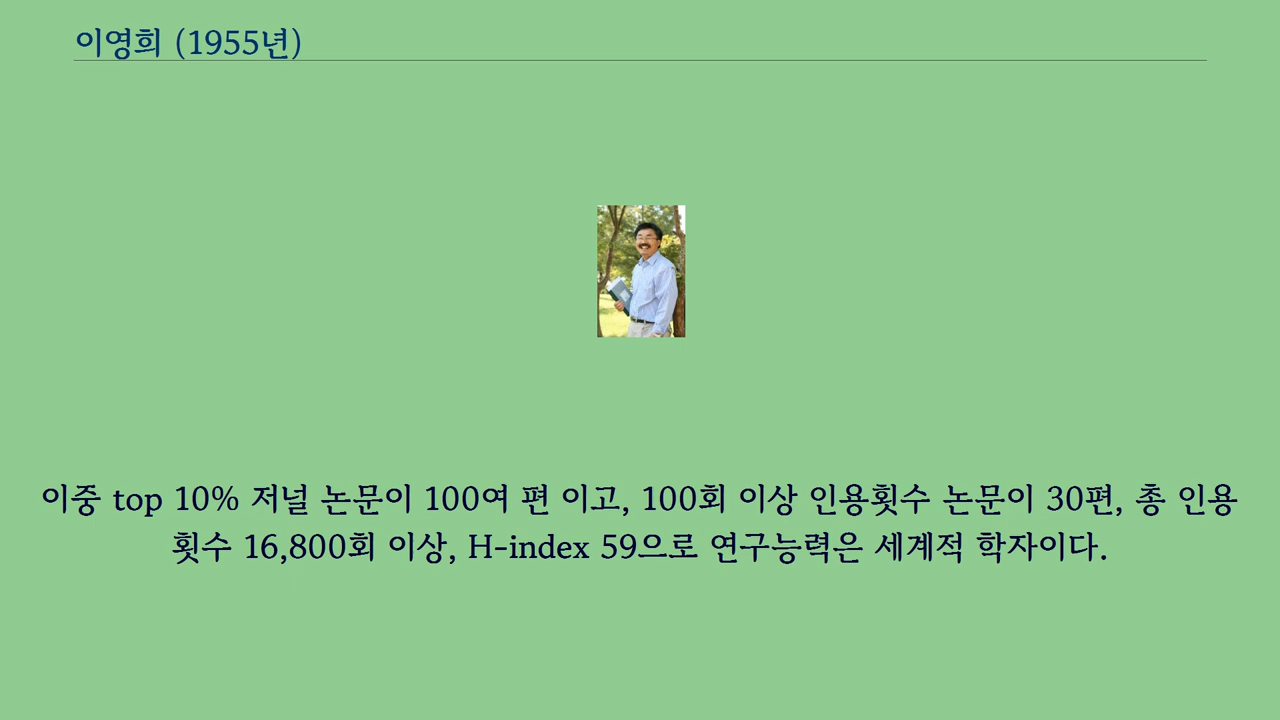 이영희 (1955년)
이중 top 10% 저널 논문이 100여 편 이고, 100회 이상 인용횟수 논문이 30편, 총 인용
횟수 16,800회 이상, H-index 59으로 연구능력은 세계적 학자이다.